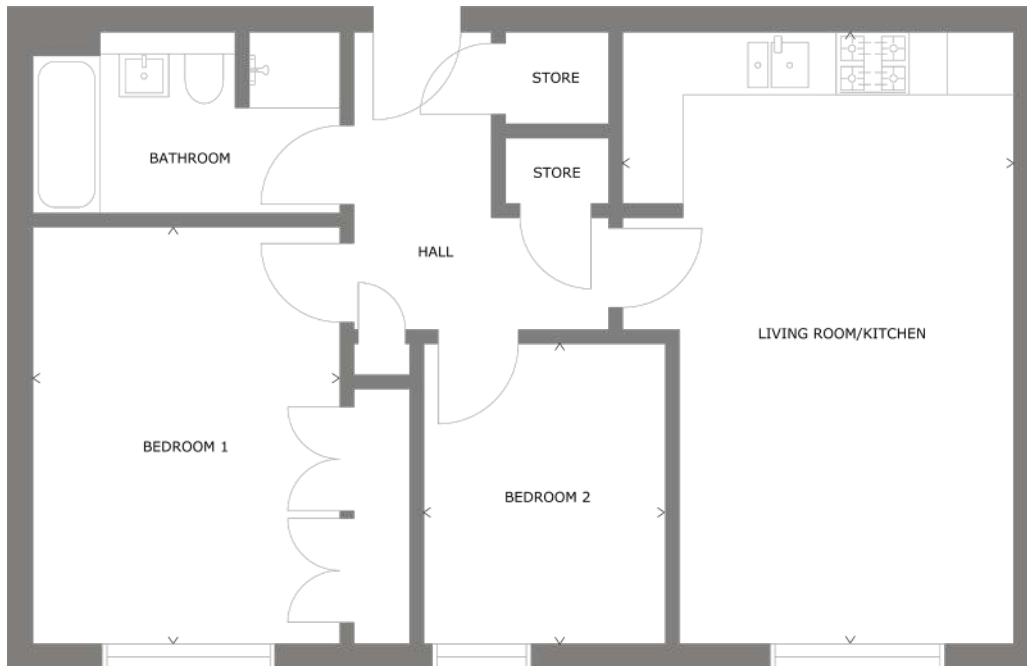 STORE
BATHROOM
STORE
HALL
LIVING ROOM/KITCHEN
BEDROOM 1
BEDROOM 2